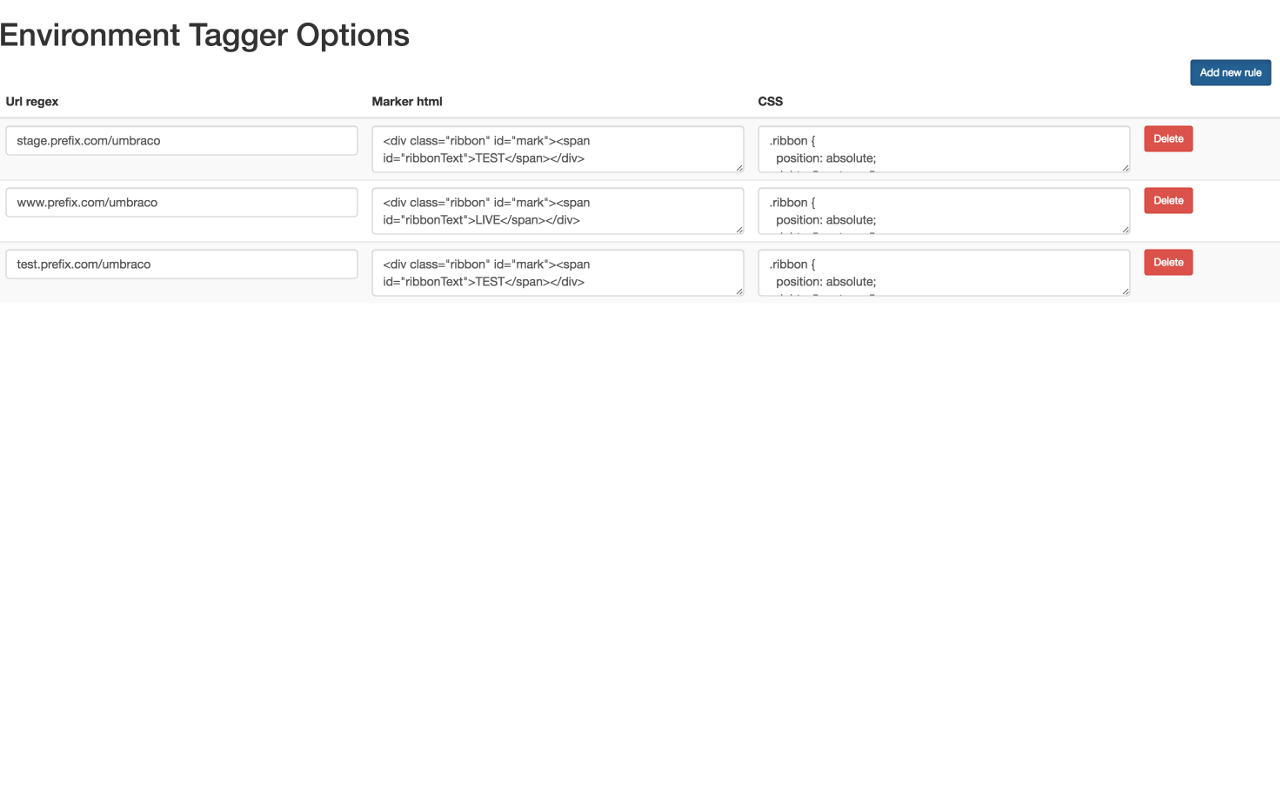 Environment Tagger Options
Add new rule
Url regex Marker html CSS
stage.prefix.com/umbraco
<div class="ribbon" id="mark"><span
id="ribbonText">TEST</span></div>
.ribbon {
position: absolute;
Delete
www.prefix.com/umbraco
<div class="ribbon" id="mark"><span
id="ribbonText">LIVE</span></div>
.ribbon {
position: absolute;
Delete
test.prefix.com/umbraco
<div class="ribbon" id="mark"><span
id="ribbonText">TEST</span></div>
.ribbon {
position: absolute;
Delete